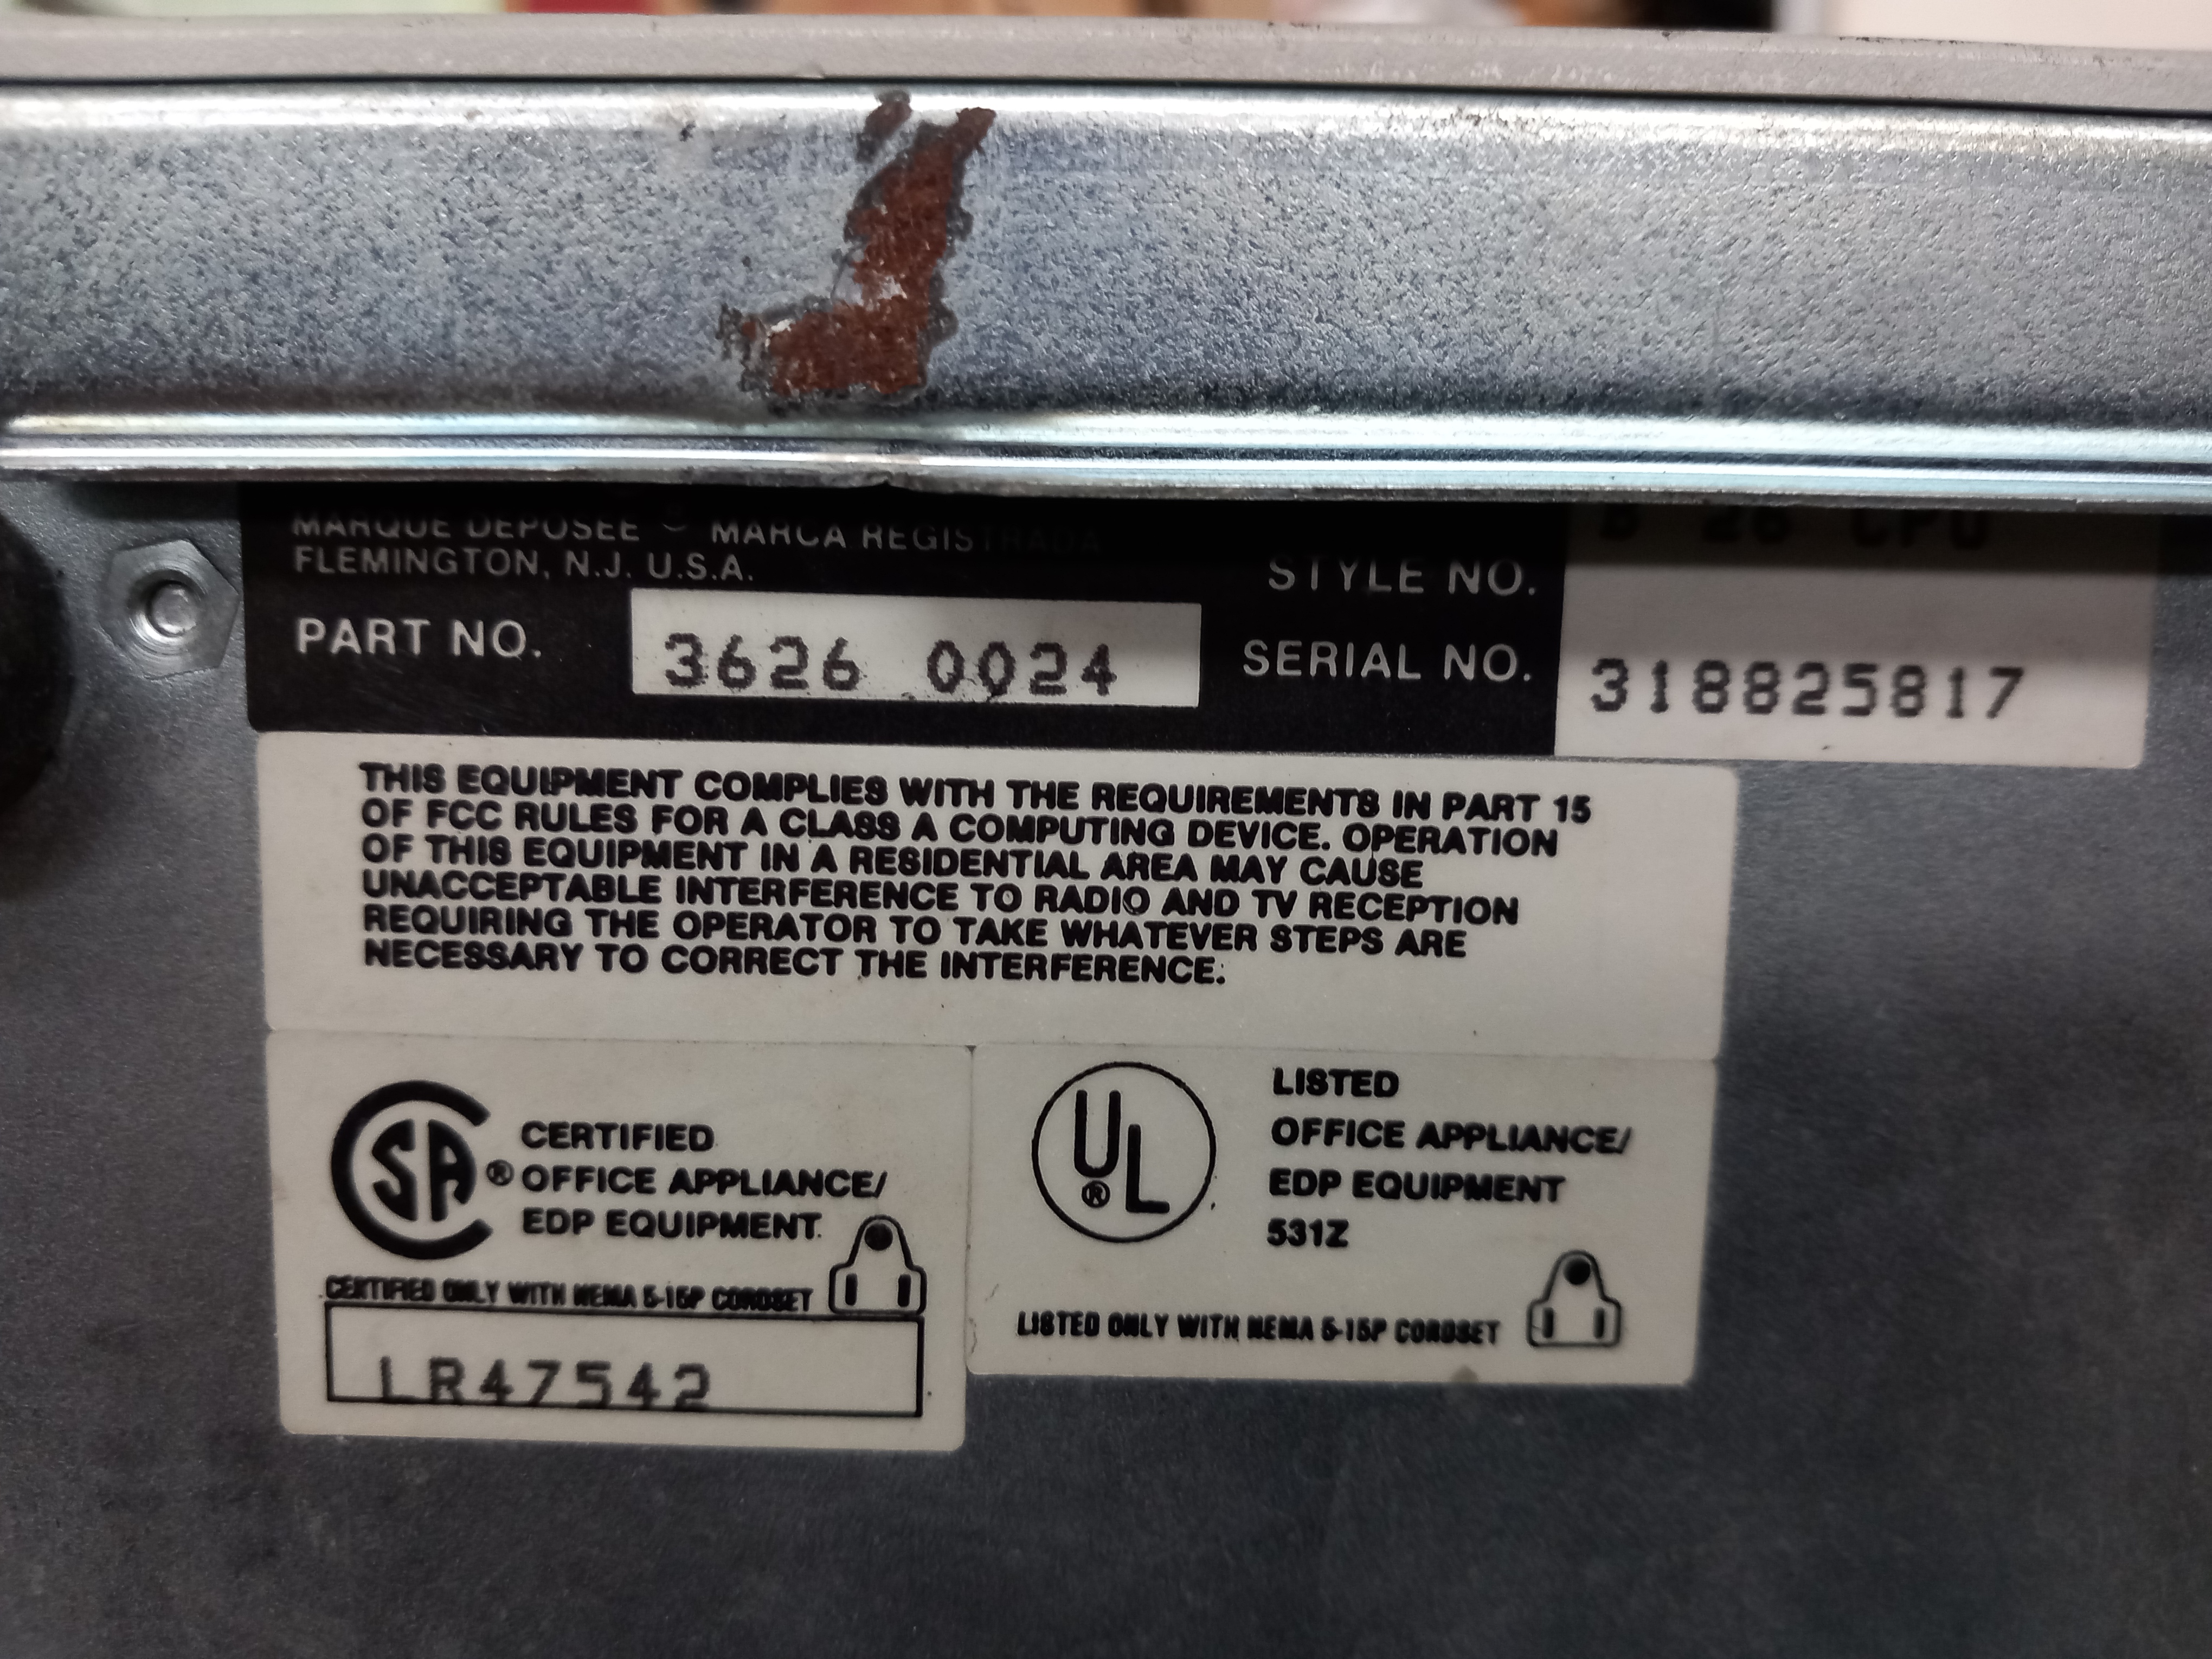 MARQUE DEPOSEE ® MARCA REGISTRADA
FLEMINGTON, N.J. U.S.A.
B 26 CPU
STYLE NO.
PART NO. 3626 0024
SERIAL NO. 318825817
THIS EQUIPMENT COMPLIES WITH THE REQUIREMENTS IN PART 15
OF FCC RULES FOR A CLASS A COMPUTING DEVICE. OPERATION
OF THIS EQUIPMENT IN A RESIDENTIAL AREA MAY CAUSE
UNACCEPTABLE INTERFERENCE TO RADIO AND TV RECEPTION
REQUIRING THE OPERATOR TO TAKE WHATEVER STEPS ARE
NECESSARY TO CORRECT THE INTERFERENCE.
SA ®
CERTIFIED
OFFICE APPLIANCE/
EDP EQUIPMENT
CERTIFIED ONLY WITH NEMA 5-15P CORDSET
LR47542
UL ®
LISTED
OFFICE APPLIANCE/
EDP EQUIPMENT
531Z
LISTED ONLY WITH NEMA 5-15P CORDSET